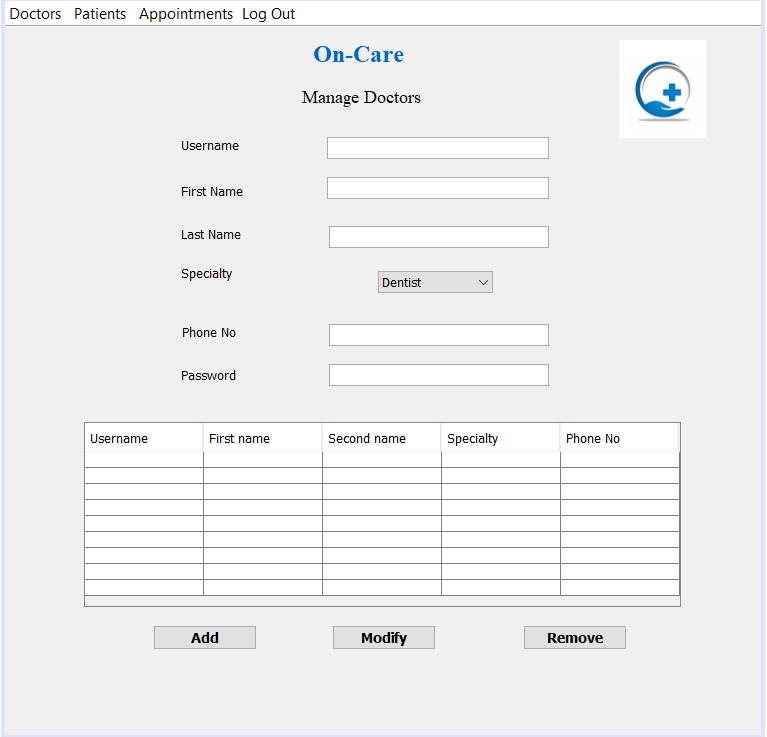 Doctors Patients Appointments Log Out
On-Care
Manage Doctors
Username
First Name
Last Name
Specialty
Dentist
Phone No
Password
Username First name Second name Specialty Phone No
Add Modify Remove